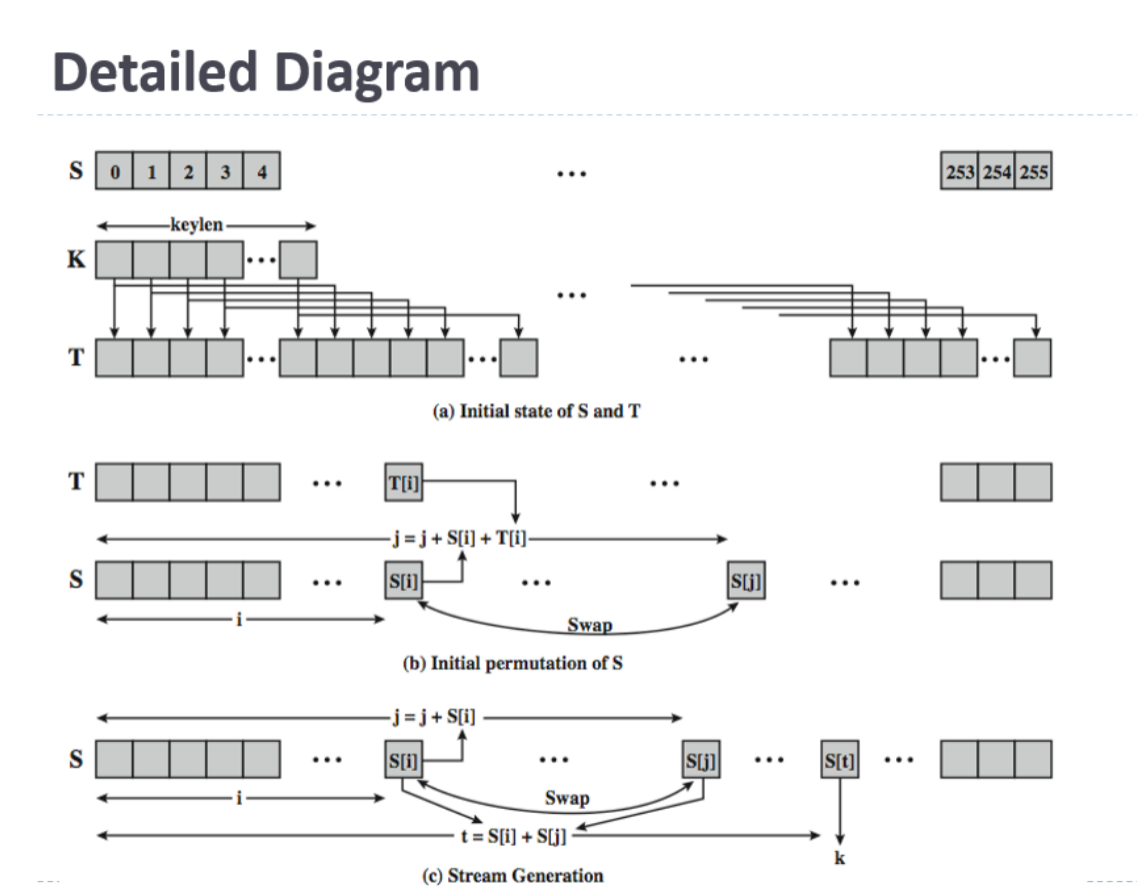 Detailed Diagram
S 0 1 2 3 4 ... 253 254 255
keylen
K ...
...
T ... ... ... ...
(a) Initial state of S and T
T ... T[i] ...
j = j + S[i] + T[i]
S ... S[i] ... S[j] ...
i
Swap
(b) Initial permutation of S
j = j + S[i]
S ... S[i] ... S[j] ... S[t] ...
i Swap
t = S[i] + S[j]
k
(c) Stream Generation